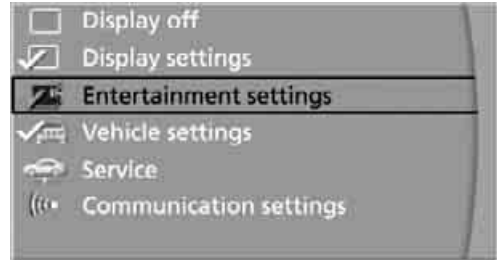 Display off
Display settings
Entertainment settings
Vehicle settings
Service
Communication settings